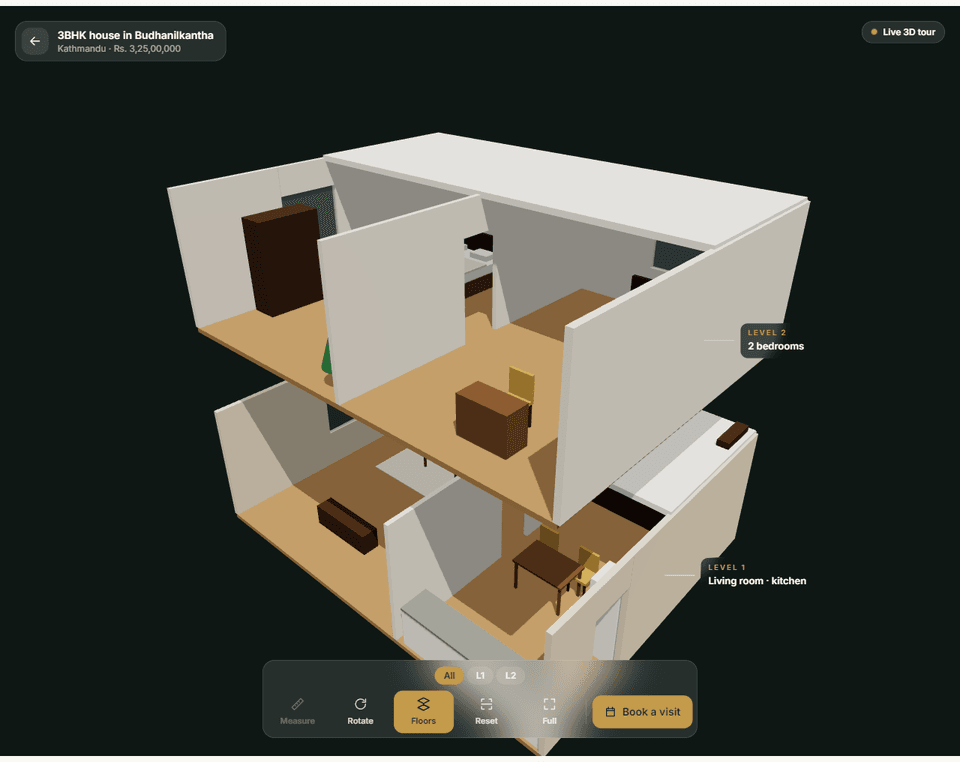 3BHK house in Budhanilkantha
Kathmandu · Rs. 3,25,00,000
Live 3D tour
LEVEL 2
2 bedrooms
LEVEL 1
Living room · kitchen
All L1 L2
Measure Rotate Floors Reset Full Book a visit